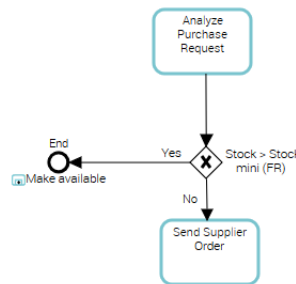 Analyze
Purchase
Request
End
Yes
Stock > Stock
mini (FR)
Make available
No
Send Supplier
Order